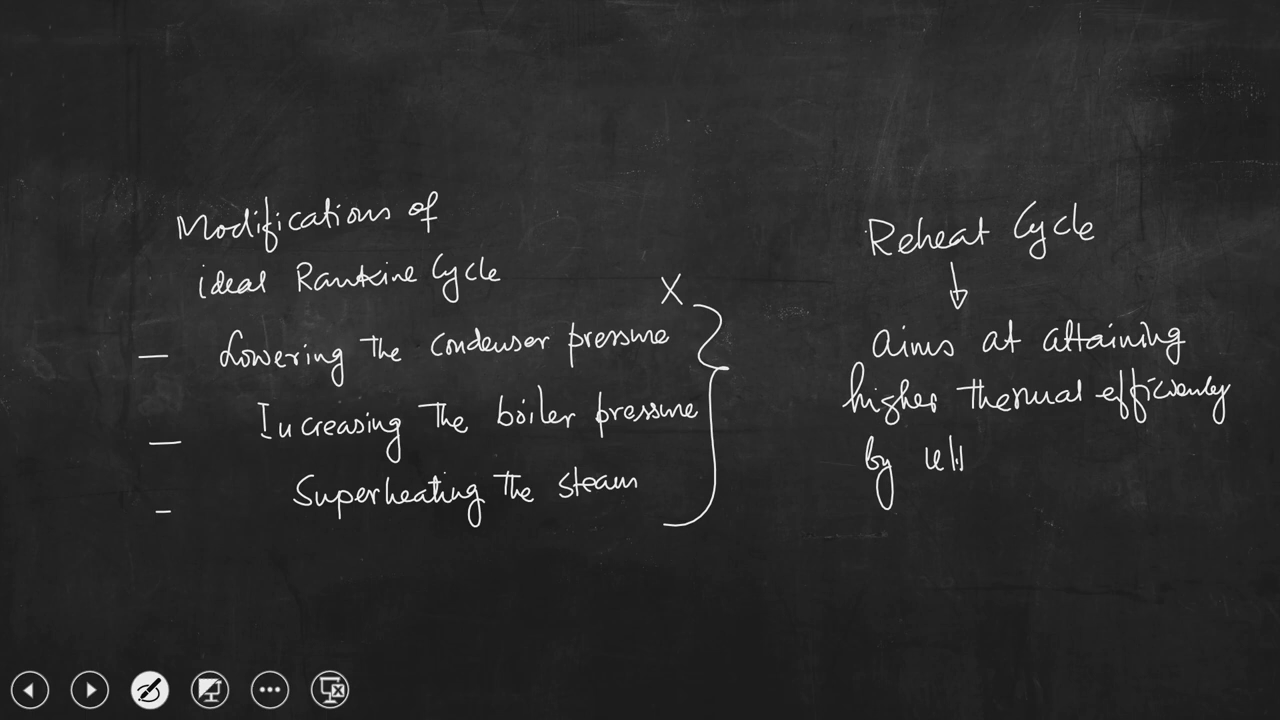 Modifications of
ideal Rankine Cycle
X
— Lowering the condenser pressure
— Increasing the boiler pressure
- Superheating the steam
Reheat Cycle
aims at attaining
higher thermal efficiency
by